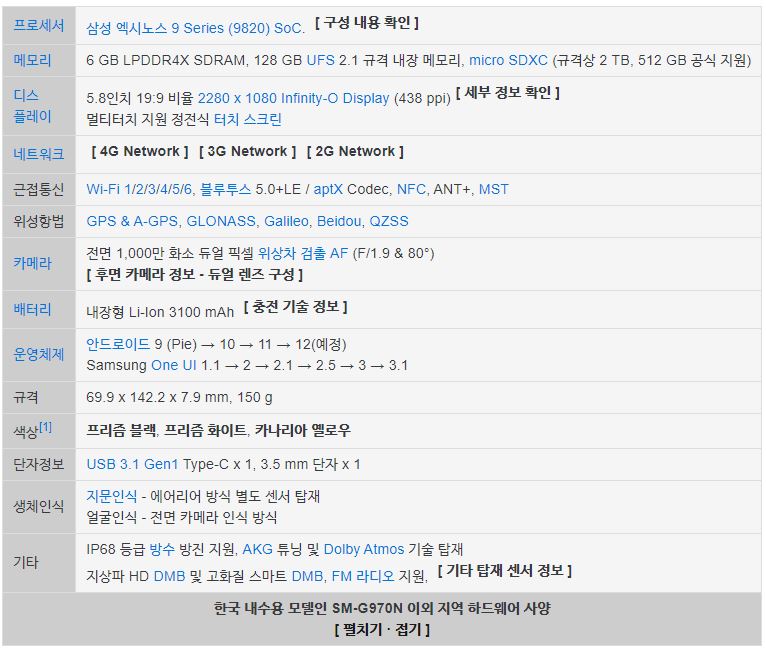 프로세서 삼성 엑시노스 9 Series (9820) SoC. [ 구성 내용 확인 ]
메모리 6 GB LPDDR4X SDRAM, 128 GB UFS 2.1 규격 내장 메모리, micro SDXC (규격상 2 TB, 512 GB 공식 지원)
디스
플레이
5.8인치 19:9 비율 2280 x 1080 Infinity-O Display (438 ppi) [ 세부 정보 확인 ]
멀티터치 지원 정전식 터치 스크린
네트워크 [ 4G Network ] [ 3G Network ] [ 2G Network ]
근접통신 Wi-Fi 1/2/3/4/5/6, 블루투스 5.0+LE / aptX Codec, NFC, ANT+, MST
위성항법 GPS & A-GPS, GLONASS, Galileo, Beidou, QZSS
카메라
전면 1,000만 화소 듀얼 픽셀 위상차 검출 AF (F/1.9 & 80°)
[ 후면 카메라 정보 - 듀얼 렌즈 구성 ]
배터리 내장형 Li-Ion 3100 mAh [ 충전 기술 정보 ]
운영체제
안드로이드 9 (Pie) → 10 → 11 → 12(예정)
Samsung One UI 1.1 → 2 → 2.1 → 2.5 → 3 → 3.1
규격 69.9 x 142.2 x 7.9 mm, 150 g
색상[1] 프리즘 블랙, 프리즘 화이트, 카나리아 옐로우
단자정보 USB 3.1 Gen1 Type-C x 1, 3.5 mm 단자 x 1
생체인식
지문인식 - 에어리어 방식 별도 센서 탑재
얼굴인식 - 전면 카메라 인식 방식
기타
IP68 등급 방수 방진 지원, AKG 튜닝 및 Dolby Atmos 기술 탑재
지상파 HD DMB 및 고화질 스마트 DMB, FM 라디오 지원, [ 기타 탑재 센서 정보 ]
한국 내수용 모델인 SM-G970N 이외 지역 하드웨어 사양
[ 펼치기 · 접기 ]